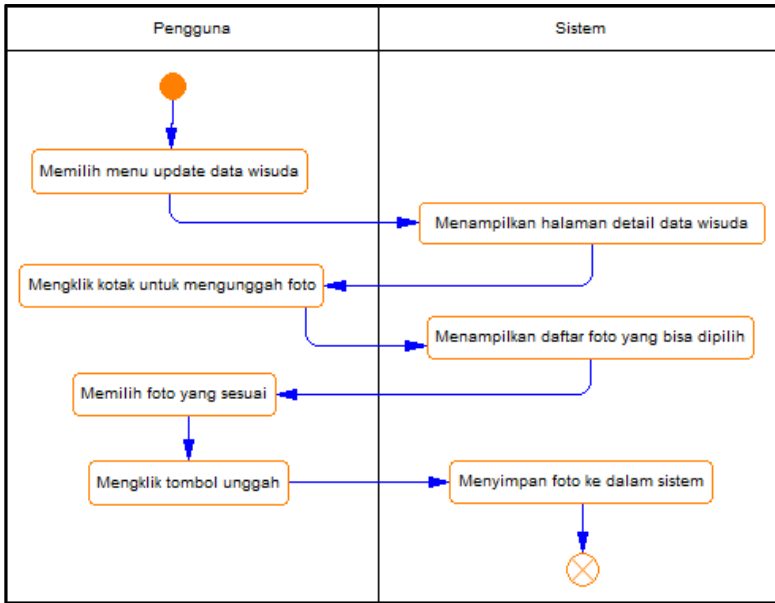 Pengguna
Sistem
Memilih menu update data wisuda
Menampilkan halaman detail data wisuda
Mengklik kotak untuk mengunggah foto
Menampilkan daftar foto yang bisa dipilih
Memilih foto yang sesuai
Mengklik tombol unggah
Menyimpan foto ke dalam sistem